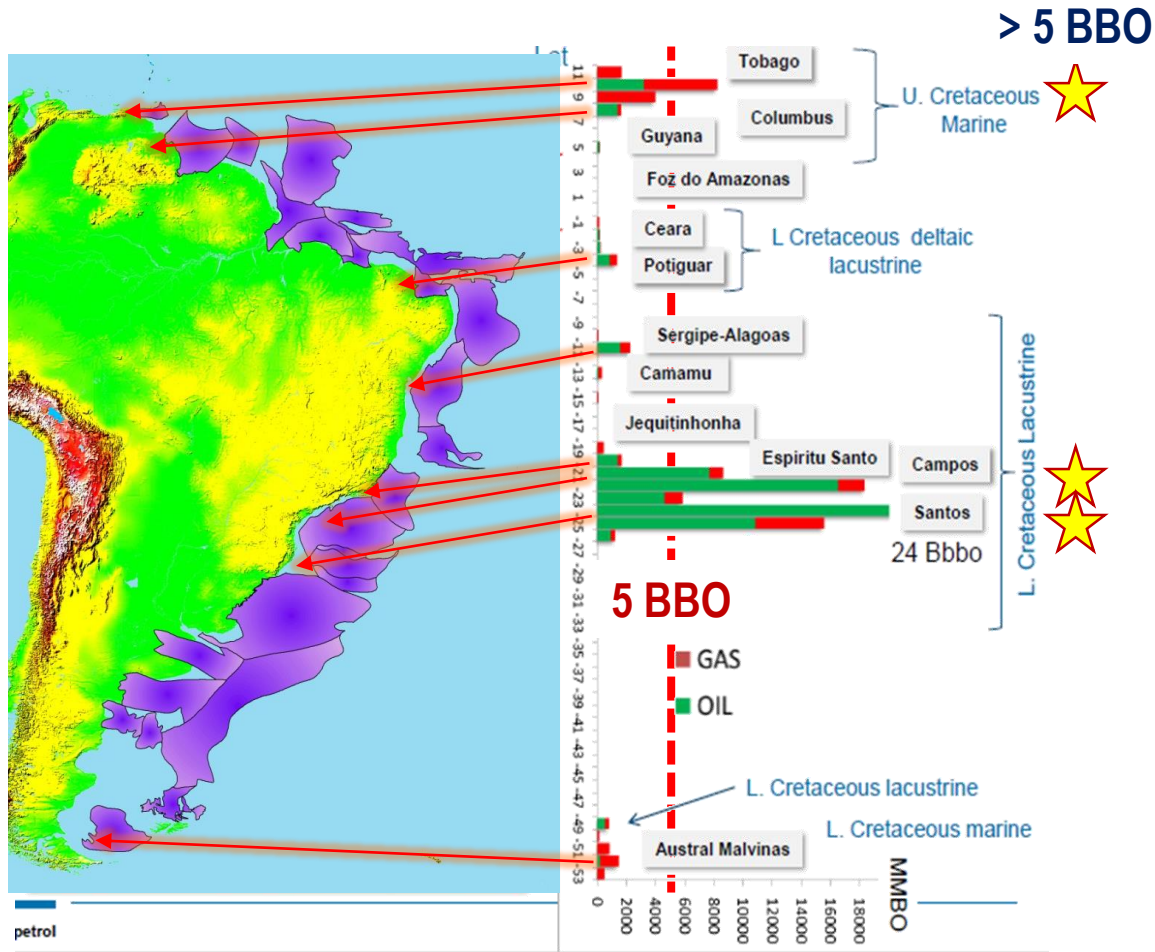 > 5 BBO
Lat
11
9
7
5
3
1
-1
-3
-5
-7
-9
-11
-13
-15
-17
-19
-21
-23
-25
-27
-29
-31
-33
-35
-37
-39
-41
-43
-45
-47
-49
-51
-53
Tobago
Columbus
U. Cretaceous
Marine
Guyana
Foz do Amazonas
Ceara
Potiguar
L Cretaceous deltaic
lacustrine
Sergipe-Alagoas
Camamu
Jequitinhonha
Espiritu Santo
Campos
Santos
24 Bbbo
L. Cretaceous Lacustrine
5 BBO
GAS
OIL
L. Cretaceous lacustrine
L. Cretaceous marine
Austral Malvinas
MMBO
0
2000
4000
6000
8000
10000
12000
14000
16000
18000
petrol